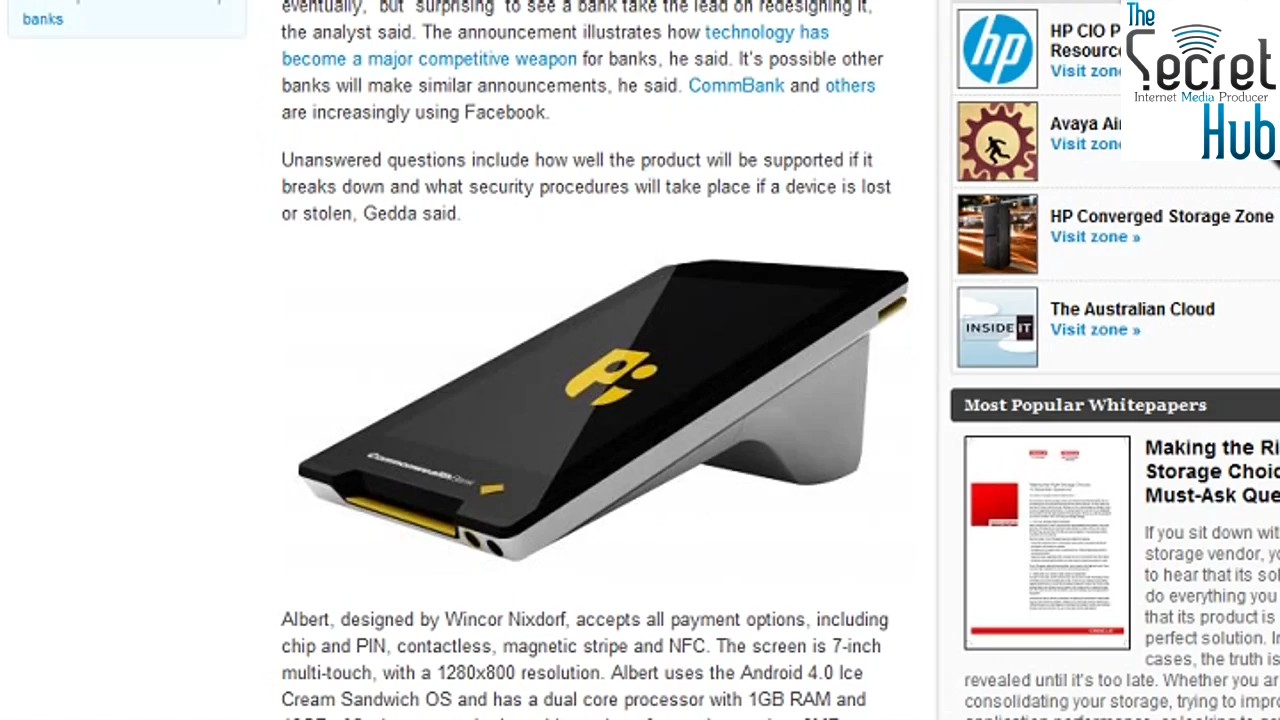 banks
eventually," but "surprising" to see a bank take the lead on redesigning it,
the analyst said. The announcement illustrates how technology has
become a major competitive weapon for banks, he said. It's possible other
banks will make similar announcements, he said. CommBank and others
are increasingly using Facebook.
Unanswered questions include how well the product will be supported if it
breaks down and what security procedures will take place if a device is lost
or stolen, Gedda said.
CommonwealthBank
Albert, designed by Wincor Nixdorf, accepts all payment options, including
chip and PIN, contactless, magnetic stripe and NFC. The screen is 7-inch
multi-touch, with a 1280x800 resolution. Albert uses the Android 4.0 Ice
Cream Sandwich OS and has a dual core processor with 1GB RAM and
The
Secret
Internet Media Producer
Hub
hp
HP CIO P
Resourc
Visit zone
Avaya Ai
Visit zone
HP Converged Storage Zone
Visit zone »
INSIDE IT
The Australian Cloud
Visit zone »
Most Popular Whitepapers
ORACLE
Making the Ri
Storage Choic
Must-Ask Que
If you sit down wit
storage vendor, yo
to hear that its sol
do everything you
that its product is
perfect solution. In
cases, the truth is
revealed until it's too late. Whether you ar
consolidating your storage, trying to impr